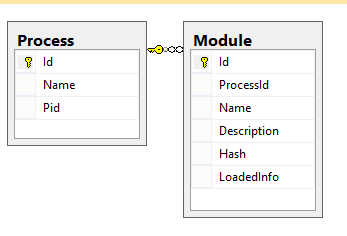 Process
Id
Name
Pid
Module
Id
ProcessId
Name
Description
Hash
LoadedInfo